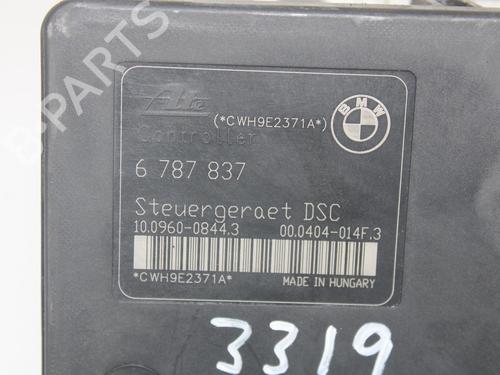 B-PARTS
Ate
(*CWH9E2371A*)
BMW
Controller
6 787 837
Steuergeraet DSC
10.0960-0844.3 00.0404-014F.3
*CWH9E2371A* MADE IN HUNGARY
3319